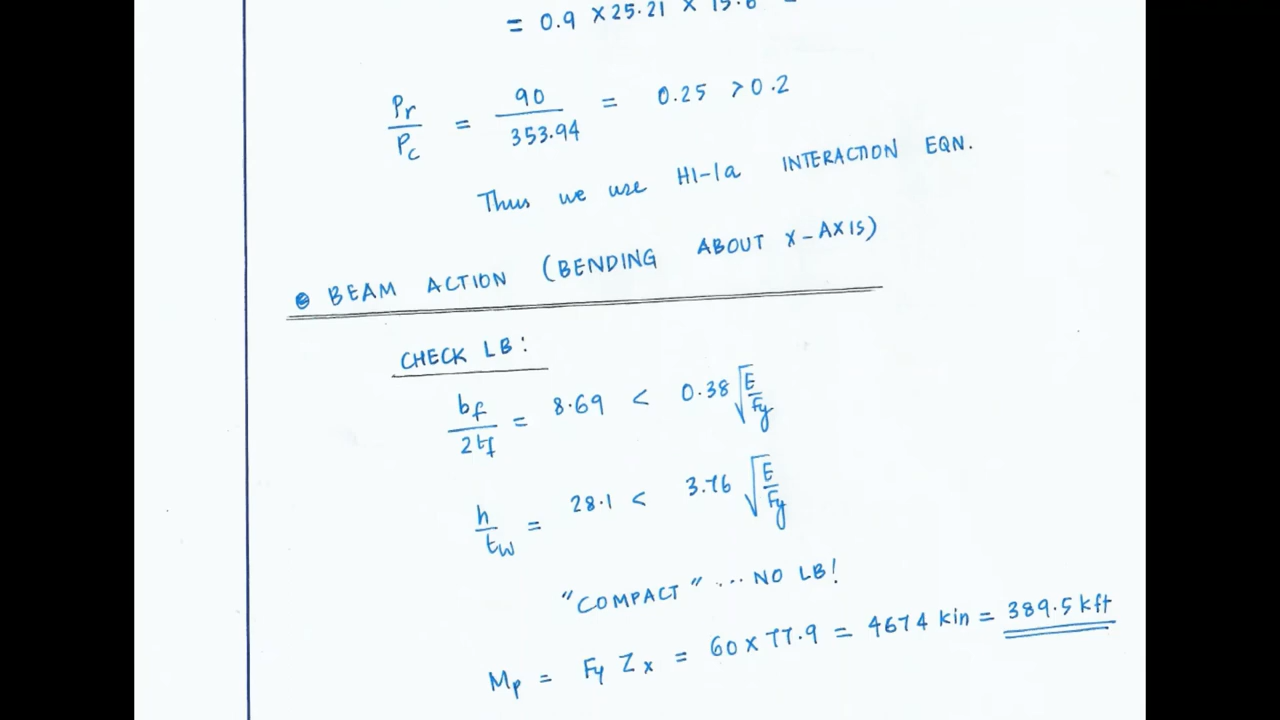 = 0.9 × 25.21 × 15.6
Pr/Pc = 90/353.94 = 0.25 > 0.2
Thus we use H1-1a INTERACTION EQN.
● BEAM ACTION (BENDING ABOUT X-AXIS)
CHECK LB:
bf/2tf = 8.69 < 0.38 √(E/Fy)
h/tw = 28.1 < 3.76 √(E/Fy)
"COMPACT" ... NO LB!
Mp = Fy Zx = 60 × 77.9 = 4674 kin = 389.5 kft